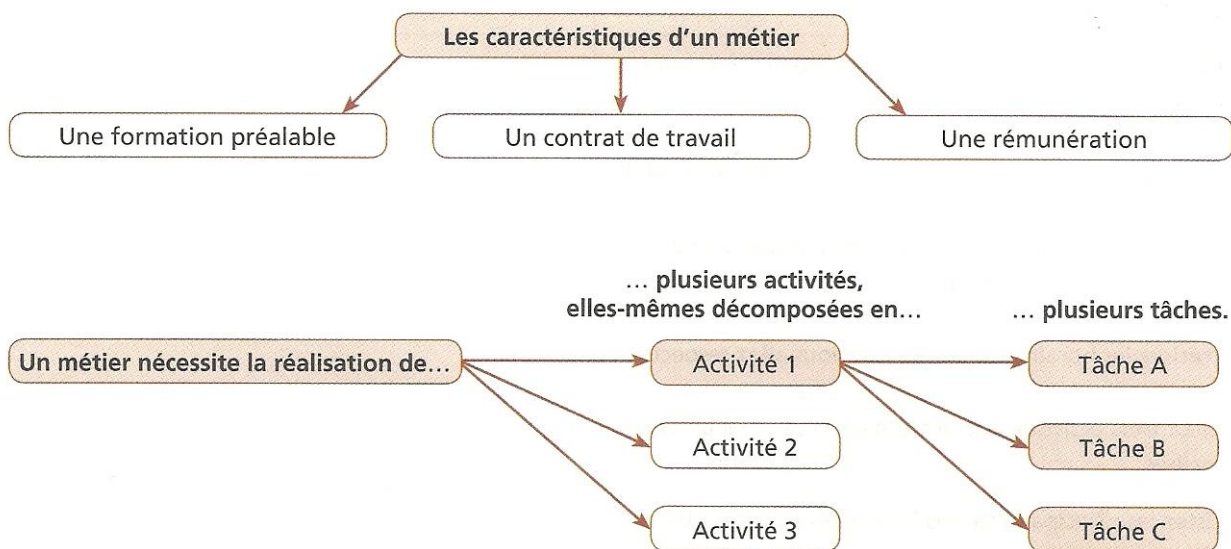 Les caractéristiques d'un métier
Une formation préalable
Un contrat de travail
Une rémunération
… plusieurs activités,
elles-mêmes décomposées en…
… plusieurs tâches.
Un métier nécessite la réalisation de…
Activité 1
Tâche A
Activité 2
Tâche B
Activité 3
Tâche C